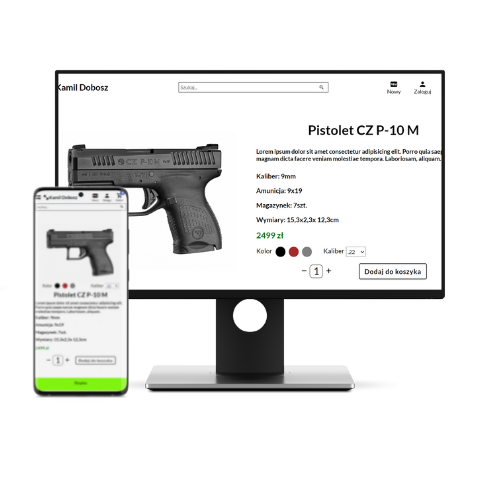 Kamil Dobosz
Szukaj...
Nowy
Zaloguj
Pistolet CZ P-10 M
Lorem ipsum dolor sit amet consectetur adipisicing elit. Porro quia saep
magnam dicta facere veniam molestiae tempora. Laboriosam, aliquam.
Kaliber: 9mm
Amunicja: 9x19
Magazynek: 7szt.
Wymiary: 15,3x2,3x 12,3cm
2499 zł
Kolor
Kaliber .22
− 1 +
Dodaj do koszyka
Kamil Dobosz
Pistolet CZ P-10 M
Kaliber: 9mm
Amunicja: 9x19
Magazynek: 7szt.
Wymiary: 15,3x2,3x 12,3cm
2499 zł
− 1 +
Dodaj do koszyka